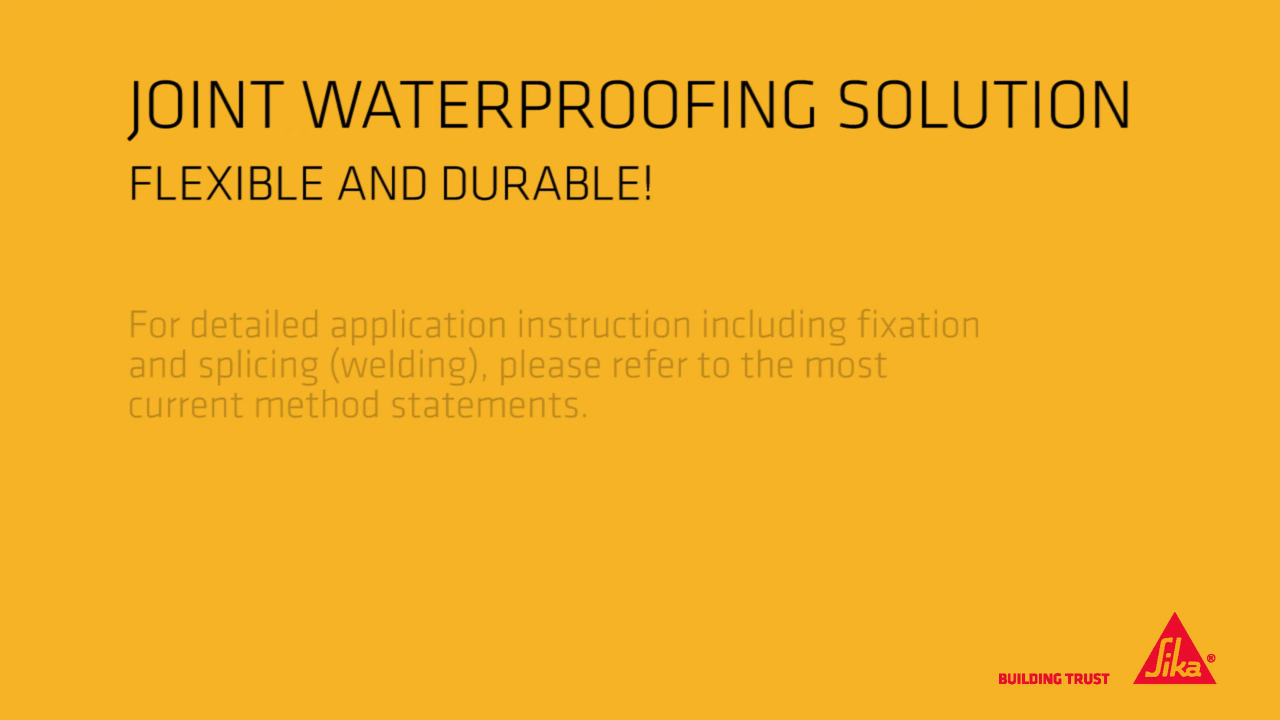 JOINT WATERPROOFING SOLUTION
FLEXIBLE AND DURABLE!
For detailed application instruction including fixation
and splicing (welding), please refer to the most
current method statements.
BUILDING TRUST
Sika®